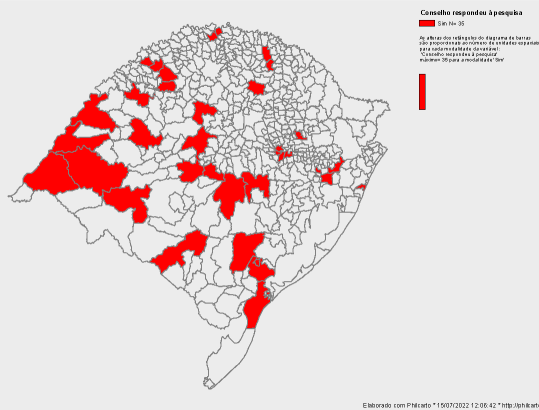 Conselho respondeu à pesquisa
Sim N= 35
As alturas dos retângulos do diagrama de barras
são proporcionais ao número de unidades espaciais
para cada modalidade da variável:
'Conselho respondeu à pesquisa'
máximo= 35 para a modalidade 'Sim'
Elaborado com Philcarto * 15/07/2022 12:06:42 * http://philcarto